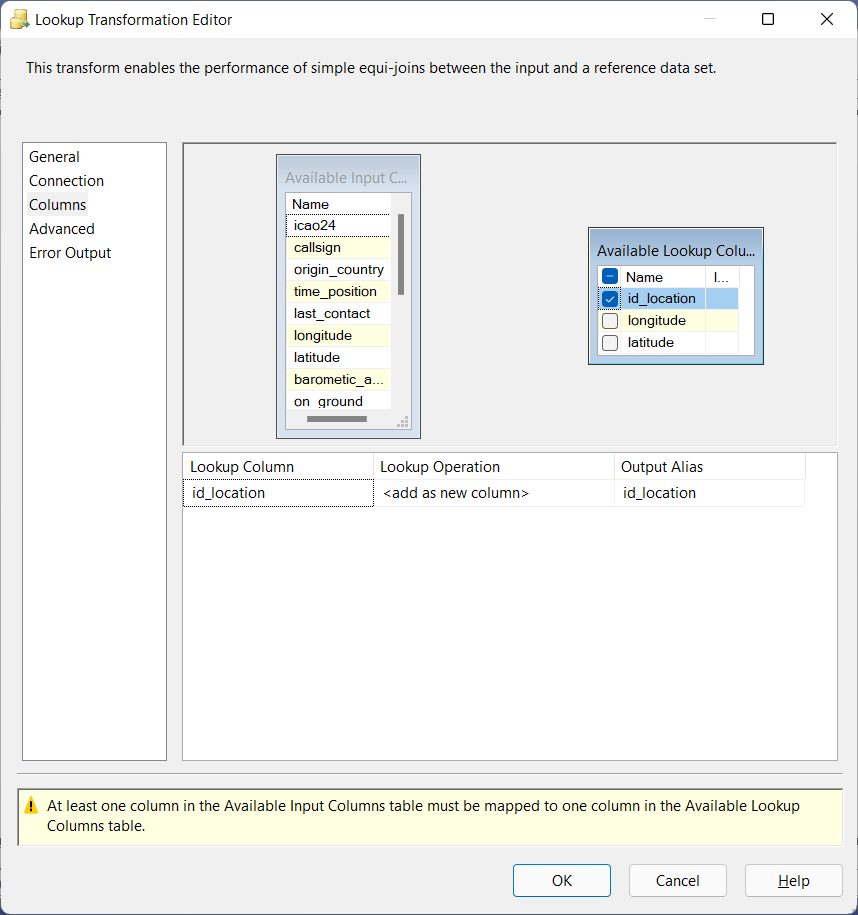 Lookup Transformation Editor
This transform enables the performance of simple equi-joins between the input and a reference data set.
General
Connection
Columns
Advanced
Error Output
Available Input C...
Name
icao24
callsign
origin_country
time_position
last_contact
longitude
latitude
barometic_a...
on_ground
Available Lookup Colu...
Name I...
id_location
longitude
latitude
Lookup Column Lookup Operation Output Alias
id_location <add as new column> id_location
At least one column in the Available Input Columns table must be mapped to one column in the Available Lookup
Columns table.
OK Cancel Help